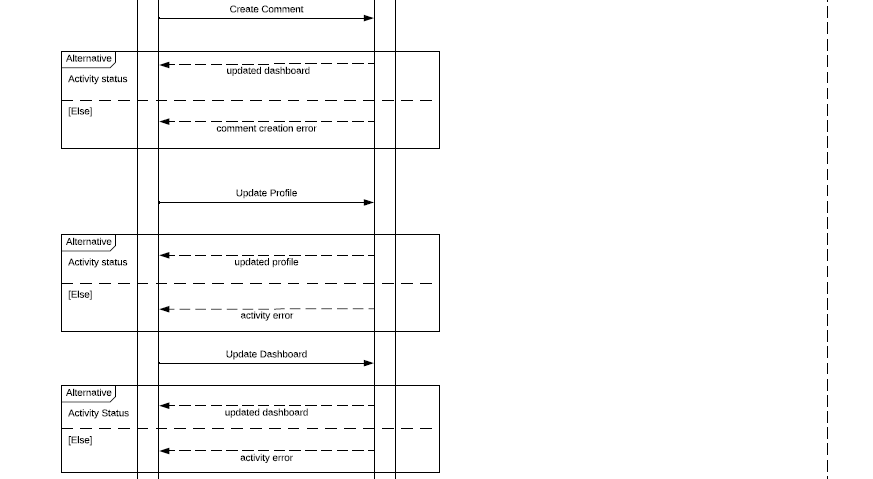 Create Comment
Alternative
updated dashboard
Activity status
[Else]
comment creation error
Update Profile
Alternative
updated profile
Activity status
[Else]
activity error
Update Dashboard
Alternative
updated dashboard
Activity Status
[Else]
activity error